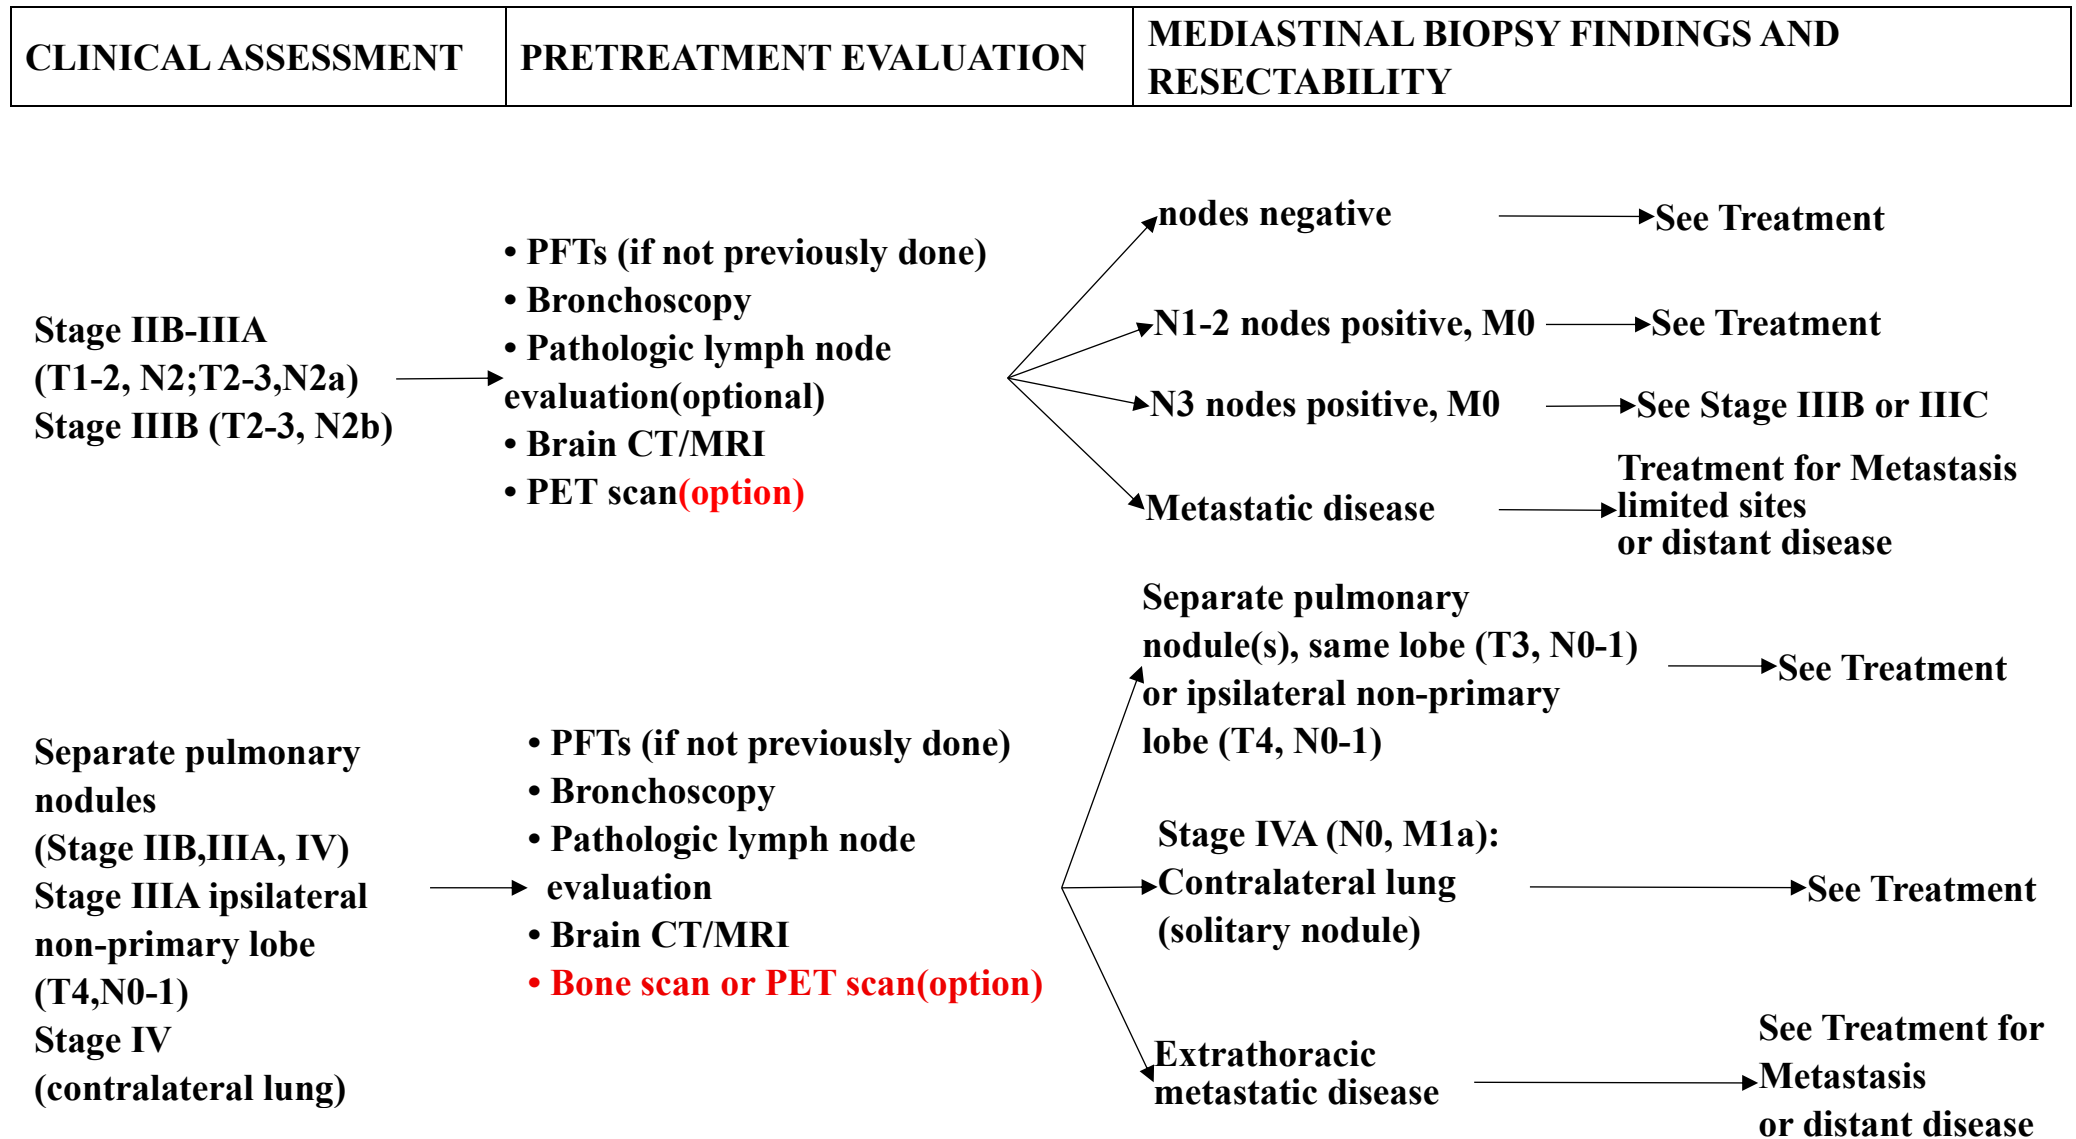 CLINICAL ASSESSMENT
PRETREATMENT EVALUATION
MEDIASTINAL BIOPSY FINDINGS AND
RESECTABILITY
Stage IIB-IIIA
(T1-2, N2;T2-3,N2a)
Stage IIIB (T2-3, N2b)
• PFTs (if not previously done)
• Bronchoscopy
• Pathologic lymph node
evaluation(optional)
• Brain CT/MRI
• PET scan(option)
nodes negative
See Treatment
N1-2 nodes positive, M0
See Treatment
N3 nodes positive, M0
See Stage IIIB or IIIC
Metastatic disease
Treatment for Metastasis
limited sites
or distant disease
Separate pulmonary
nodules
(Stage IIB,IIIA, IV)
Stage IIIA ipsilateral
non-primary lobe
(T4,N0-1)
Stage IV
(contralateral lung)
• PFTs (if not previously done)
• Bronchoscopy
• Pathologic lymph node
evaluation
• Brain CT/MRI
• Bone scan or PET scan(option)
Separate pulmonary
nodule(s), same lobe (T3, N0-1)
or ipsilateral non-primary
lobe (T4, N0-1)
See Treatment
Stage IVA (N0, M1a):
Contralateral lung
(solitary nodule)
See Treatment
Extrathoracic
metastatic disease
See Treatment for
Metastasis
or distant disease